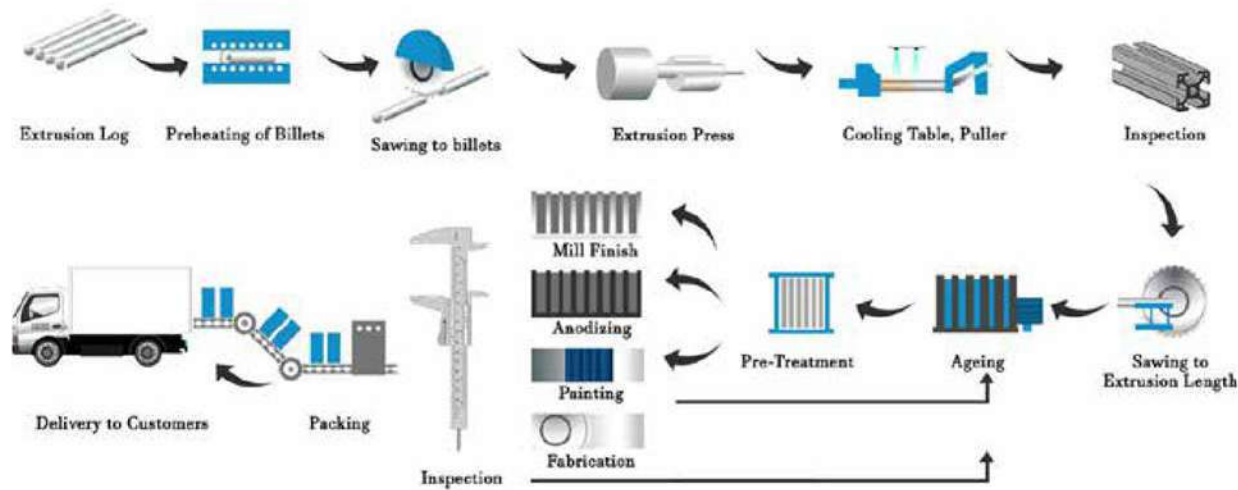 Extrusion Log
Preheating of Billets
Sawing to billets
Extrusion Press
Cooling Table, Puller
Inspection
Mill Finish
Anodizing
Pre-Treatment
Ageing
Sawing to
Extrusion Length
Painting
Delivery to Customers
Packing
Fabrication
Inspection